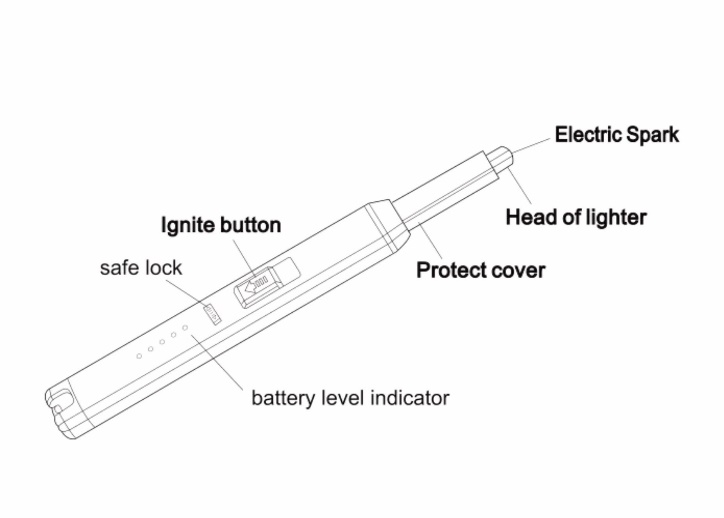 Electric Spark
Head of lighter
Ignite button
Protect cover
safe lock
battery level indicator